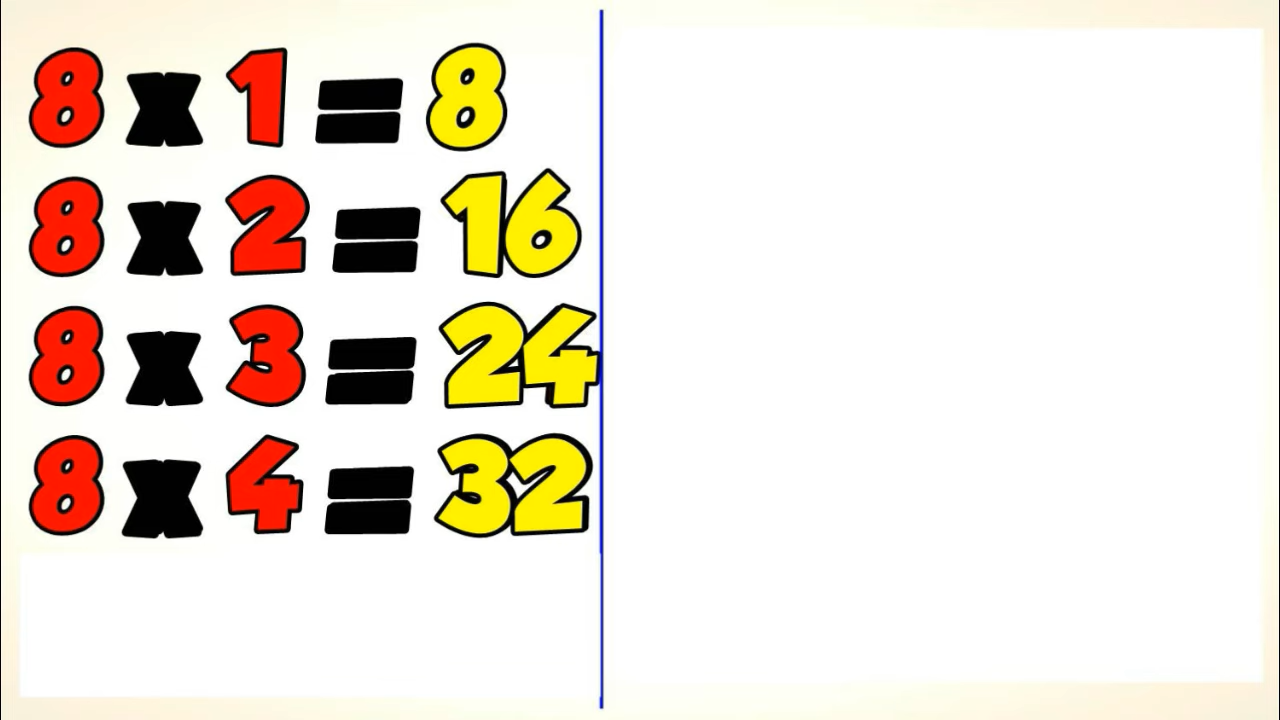 8 x 1 = 8
8 x 2 = 16
8 x 3 = 24
8 x 4 = 32